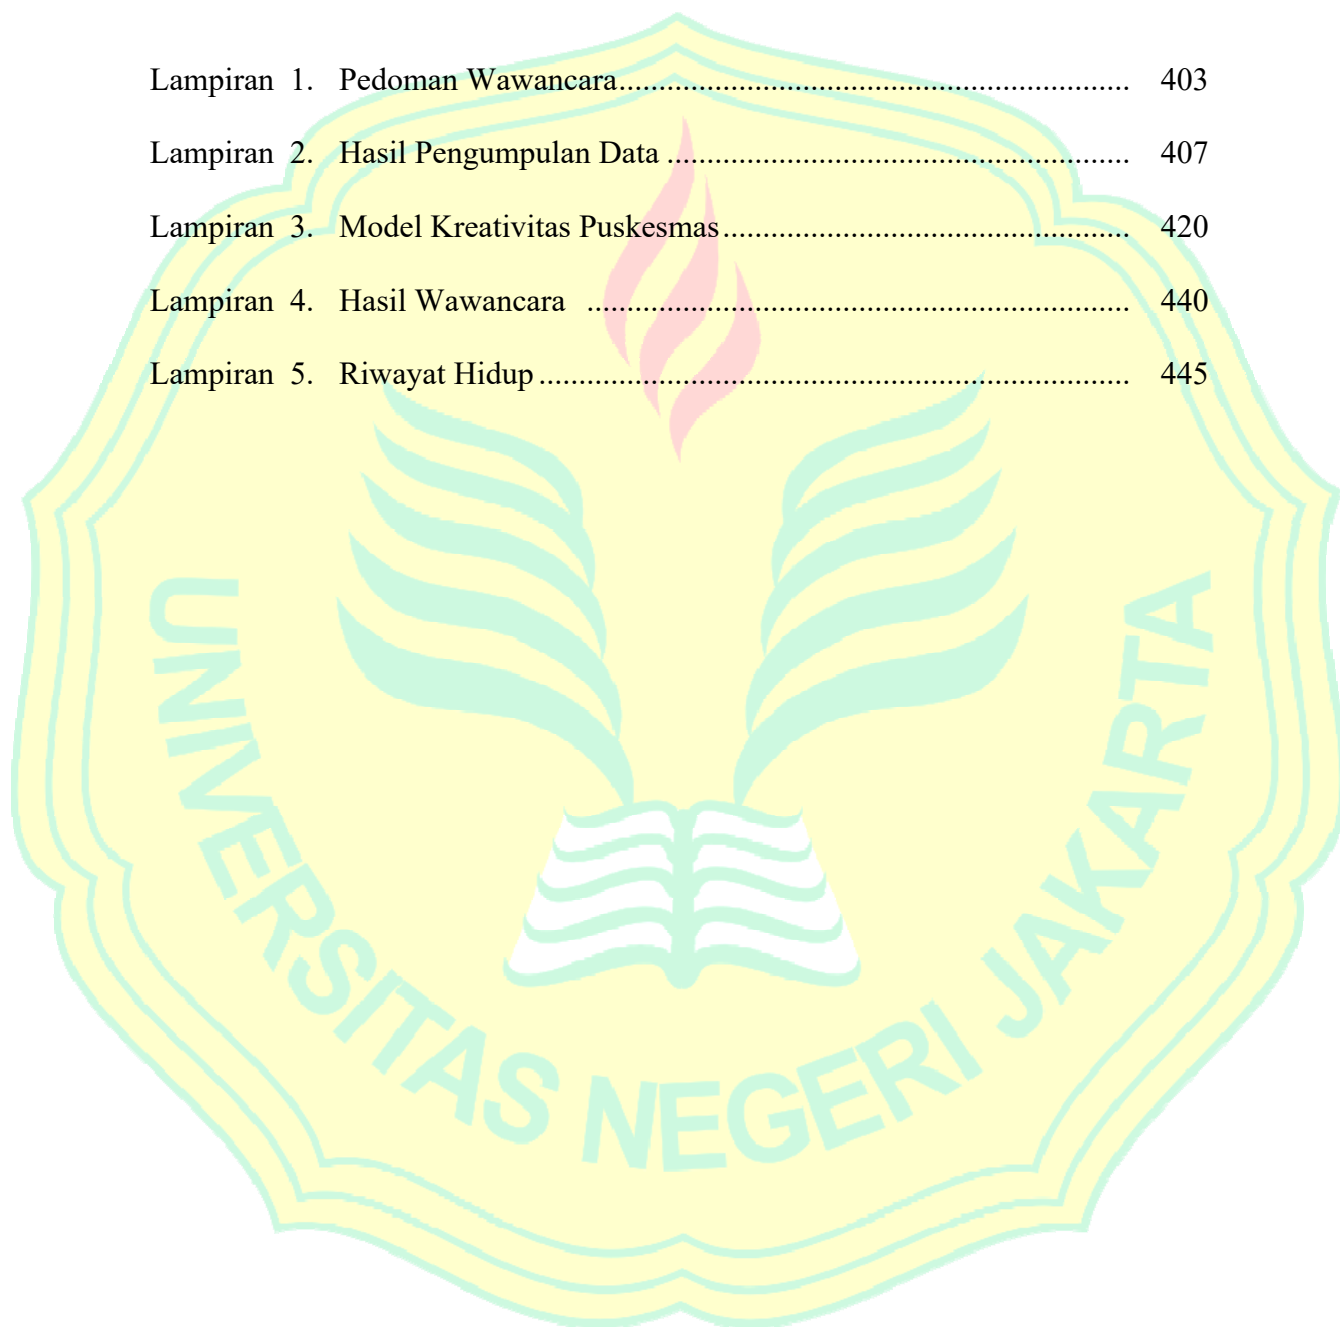 Lampiran 1. Pedoman Wawancara................................................................ 403
Lampiran 2. Hasil Pengumpulan Data .......................................................... 407
Lampiran 3. Model Kreativitas Puskesmas................................................... 420
Lampiran 4. Hasil Wawancara .................................................................... 440
Lampiran 5. Riwayat Hidup .......................................................................... 445
UNIVERSITAS NEGERI JAKARTA